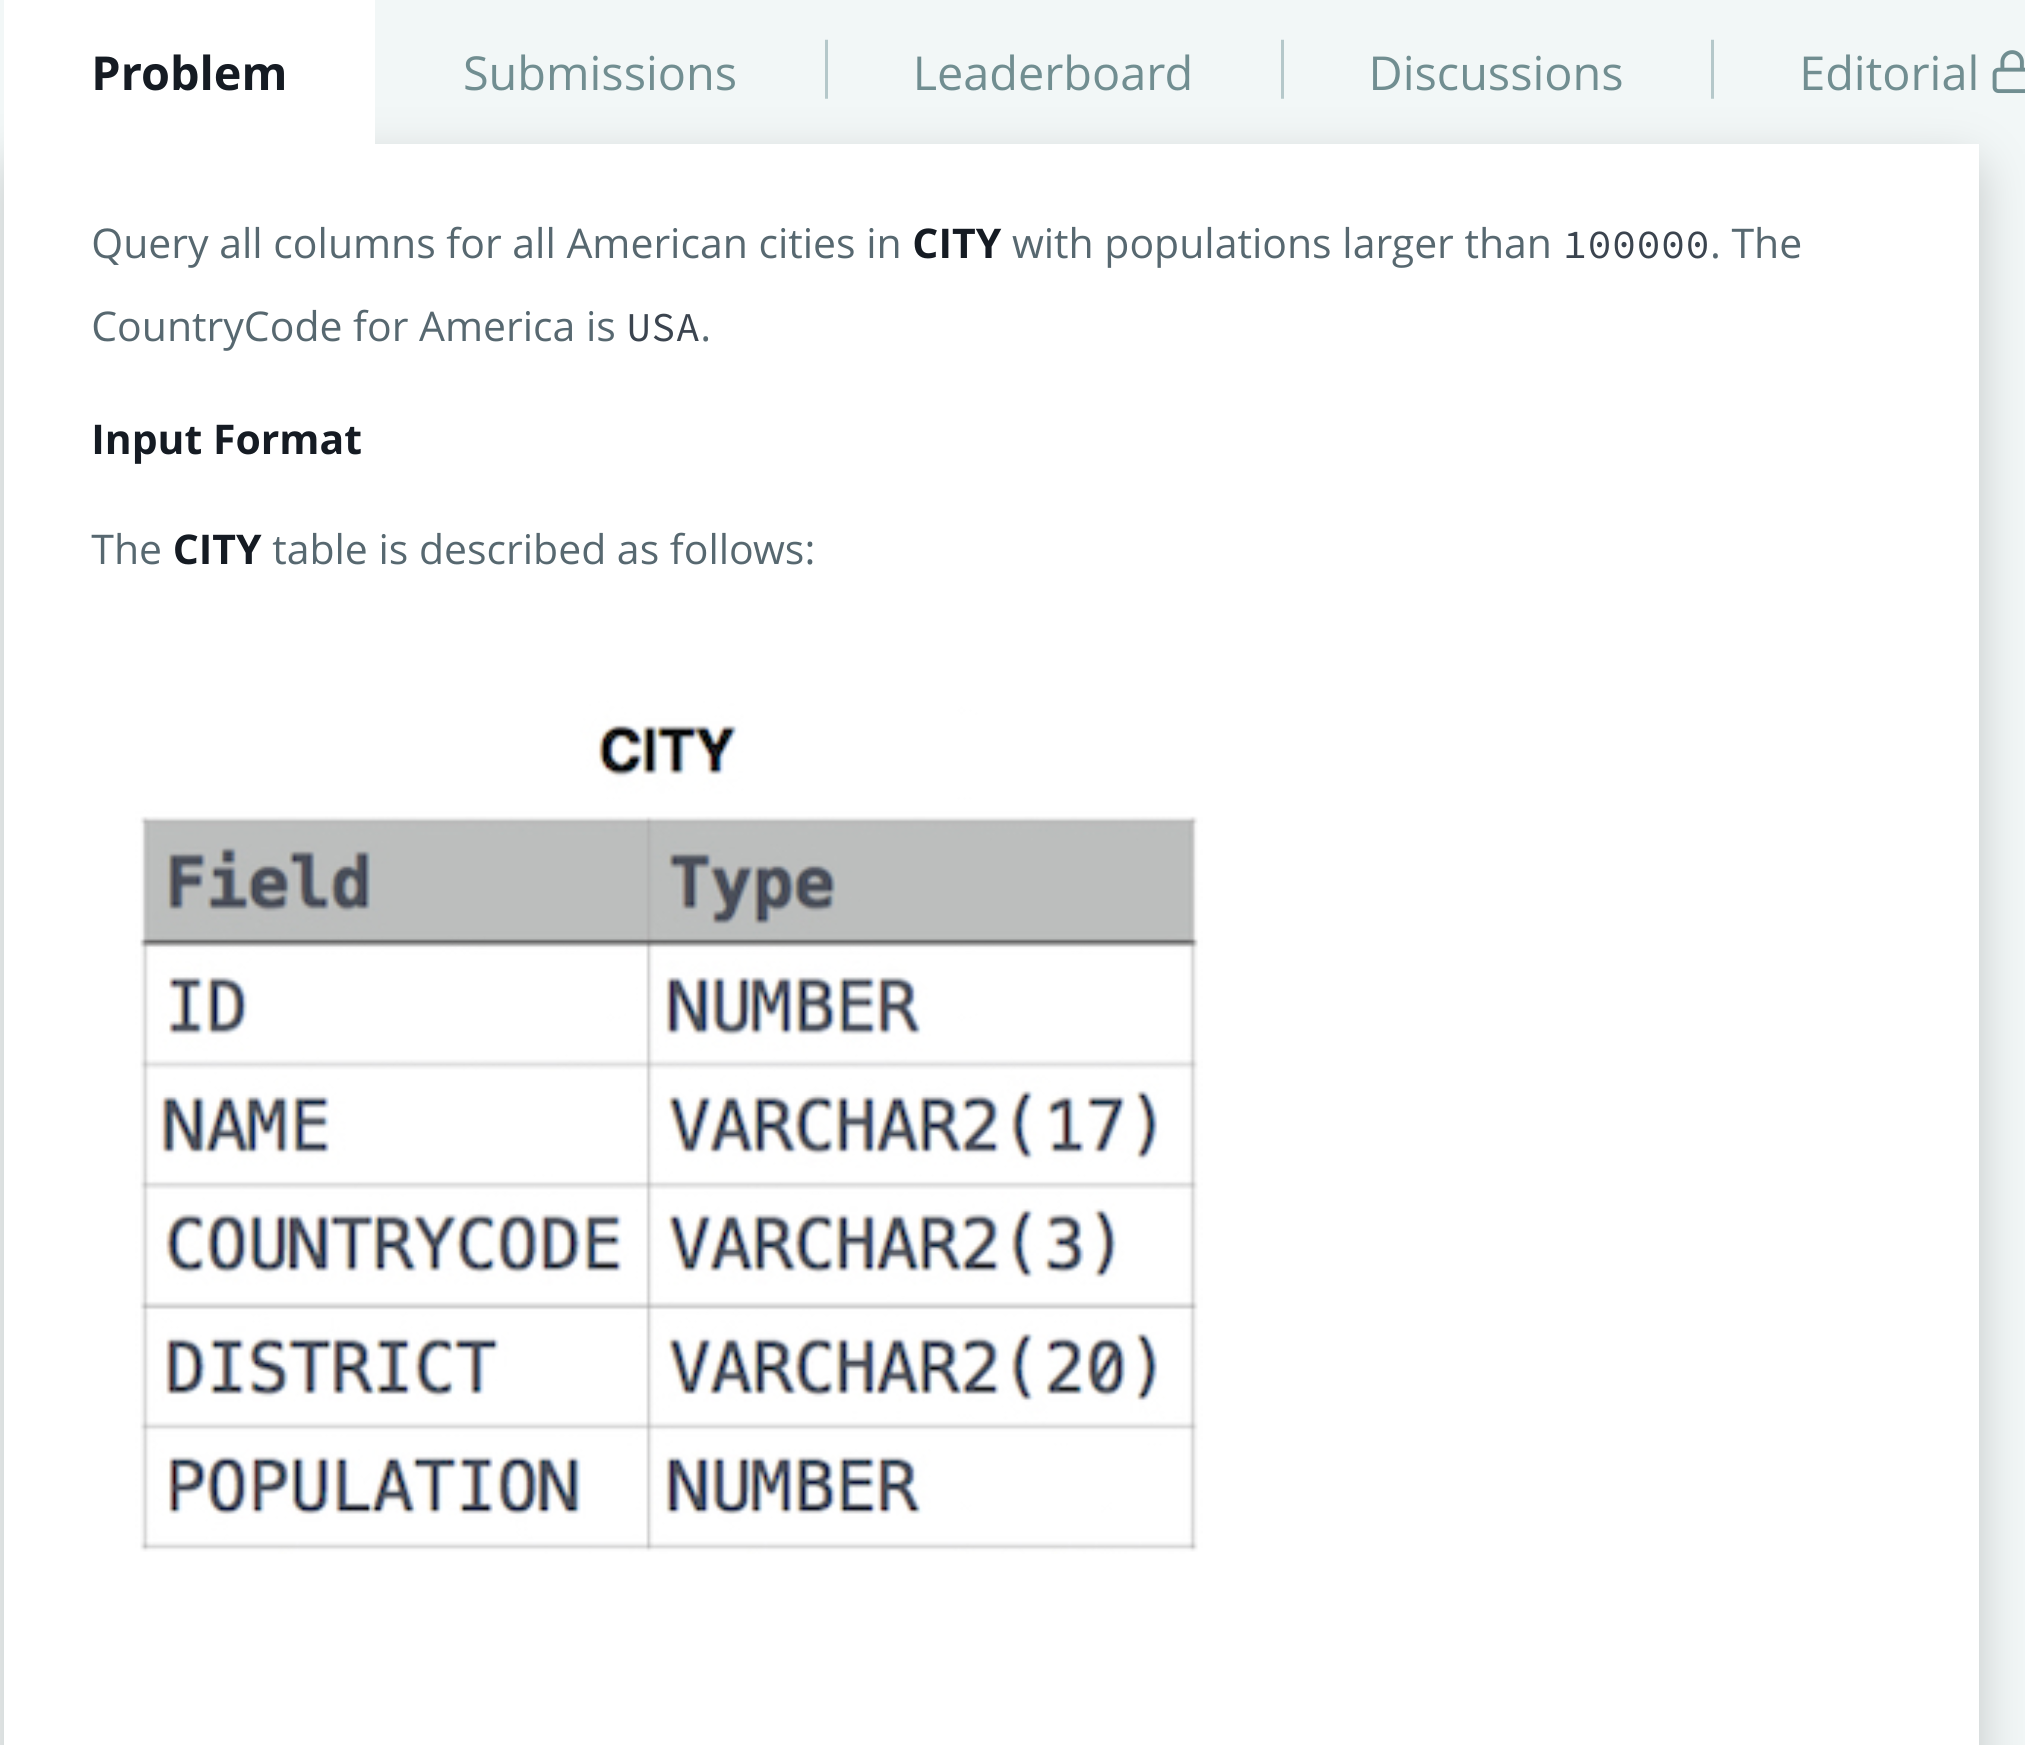 Problem
Submissions
Leaderboard
Discussions
Editorial
Query all columns for all American cities in CITY with populations larger than 100000. The
CountryCode for America is USA.
Input Format
The CITY table is described as follows:
CITY
Field Type
ID NUMBER
NAME VARCHAR2(17)
COUNTRYCODE VARCHAR2(3)
DISTRICT VARCHAR2(20)
POPULATION NUMBER